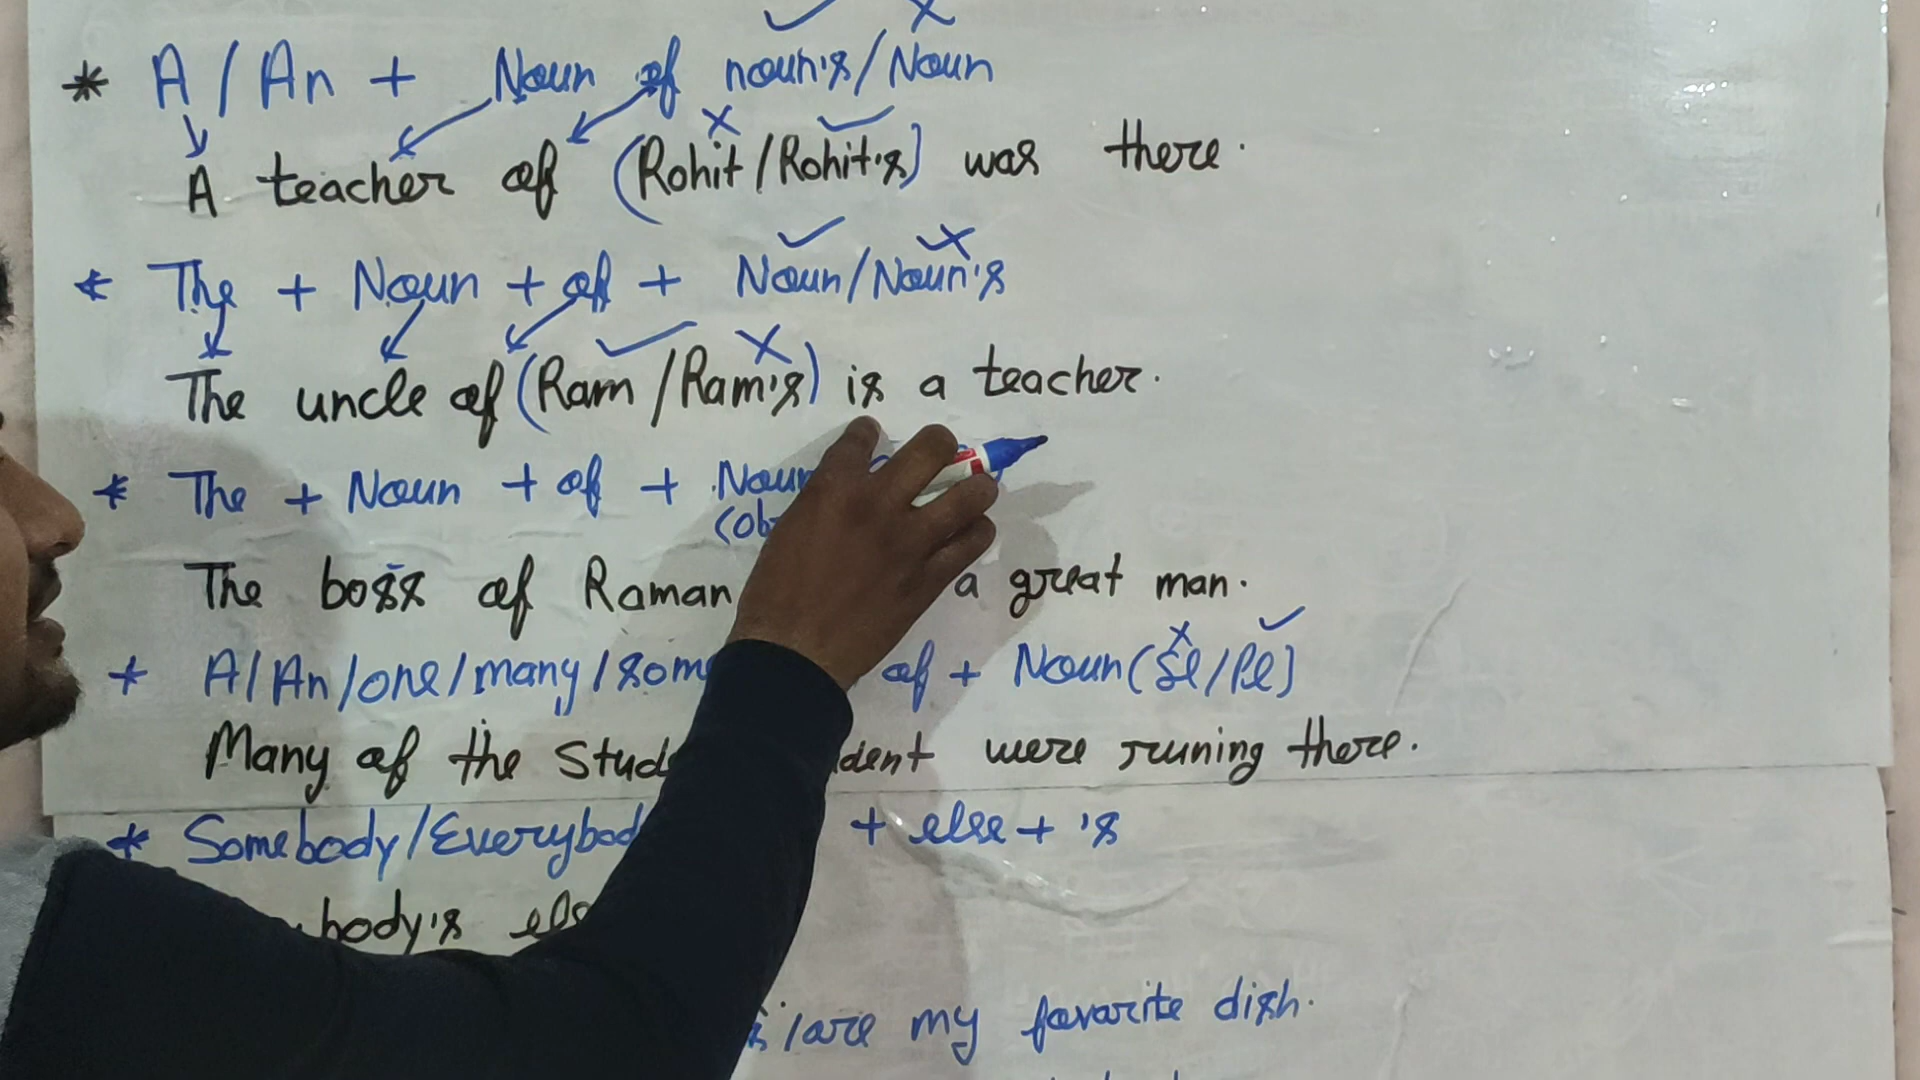 * A / An + Noun of noun's / Noun
A teacher of (Rohit / Rohit's) was there.
* The + Noun + of + Noun / Noun's
The uncle of (Ram / Ram's) is a teacher.
* The + Noun + of + Noun
The boss of Raman a great man.
* A / An / one / many / some of + Noun (Sl / Pl)
Many of the Stud dent were runing there.
* Somebody / Everybod + else + 's
body's els
/ are my favorite dish.